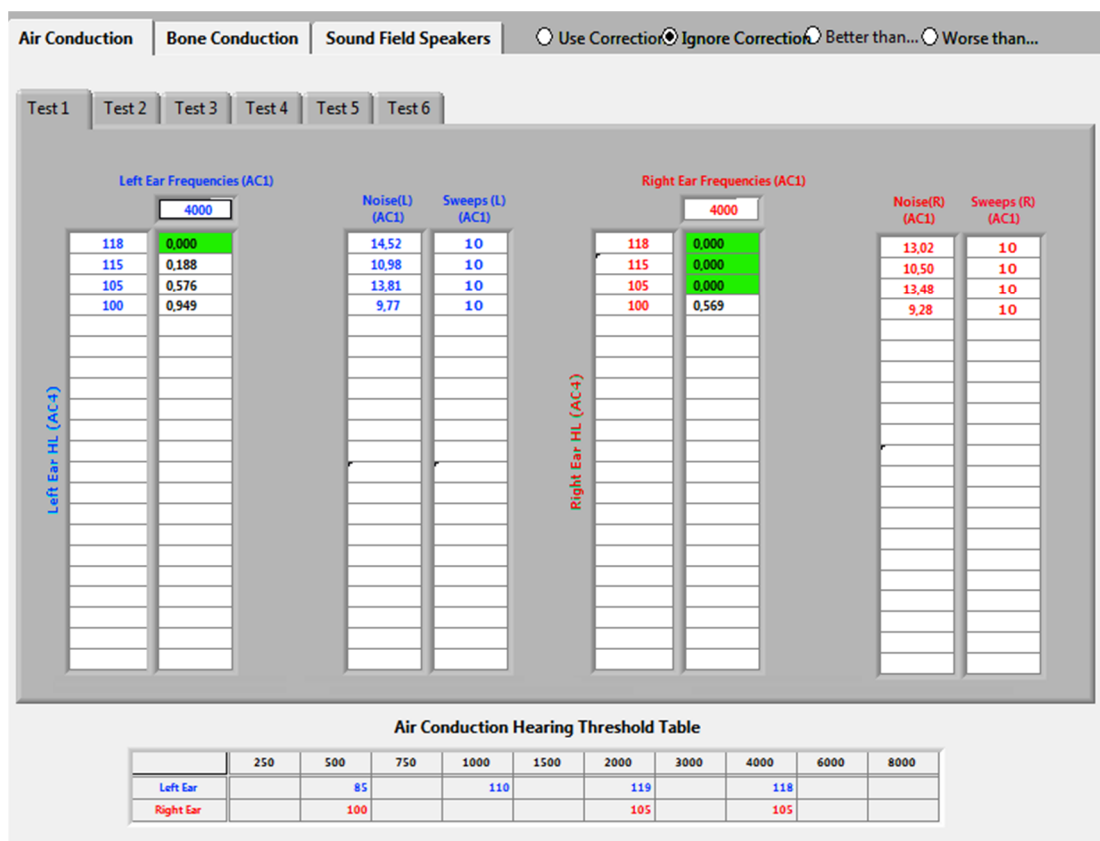 Air Conduction Bone Conduction Sound Field Speakers Use Correction Ignore Correction Better than... Worse than...
Test 1 Test 2 Test 3 Test 4 Test 5 Test 6
Left Ear Frequencies (AC1)
4000
Noise(L) (AC1)
Sweeps (L) (AC1)
Left Ear HL (AC4)
118 0,000 14,52 10
115 0,188 10,98 10
105 0,576 13,81 10
100 0,949 9,77 10
Right Ear Frequencies (AC1)
4000
Noise(R) (AC1)
Sweeps (R) (AC1)
Right Ear HL (AC4)
118 0,000 13,02 10
115 0,000 10,50 10
105 0,000 13,48 10
100 0,569 9,28 10
Air Conduction Hearing Threshold Table
250 500 750 1000 1500 2000 3000 4000 6000 8000
Left Ear 85 110 119 118
Right Ear 100 105 105